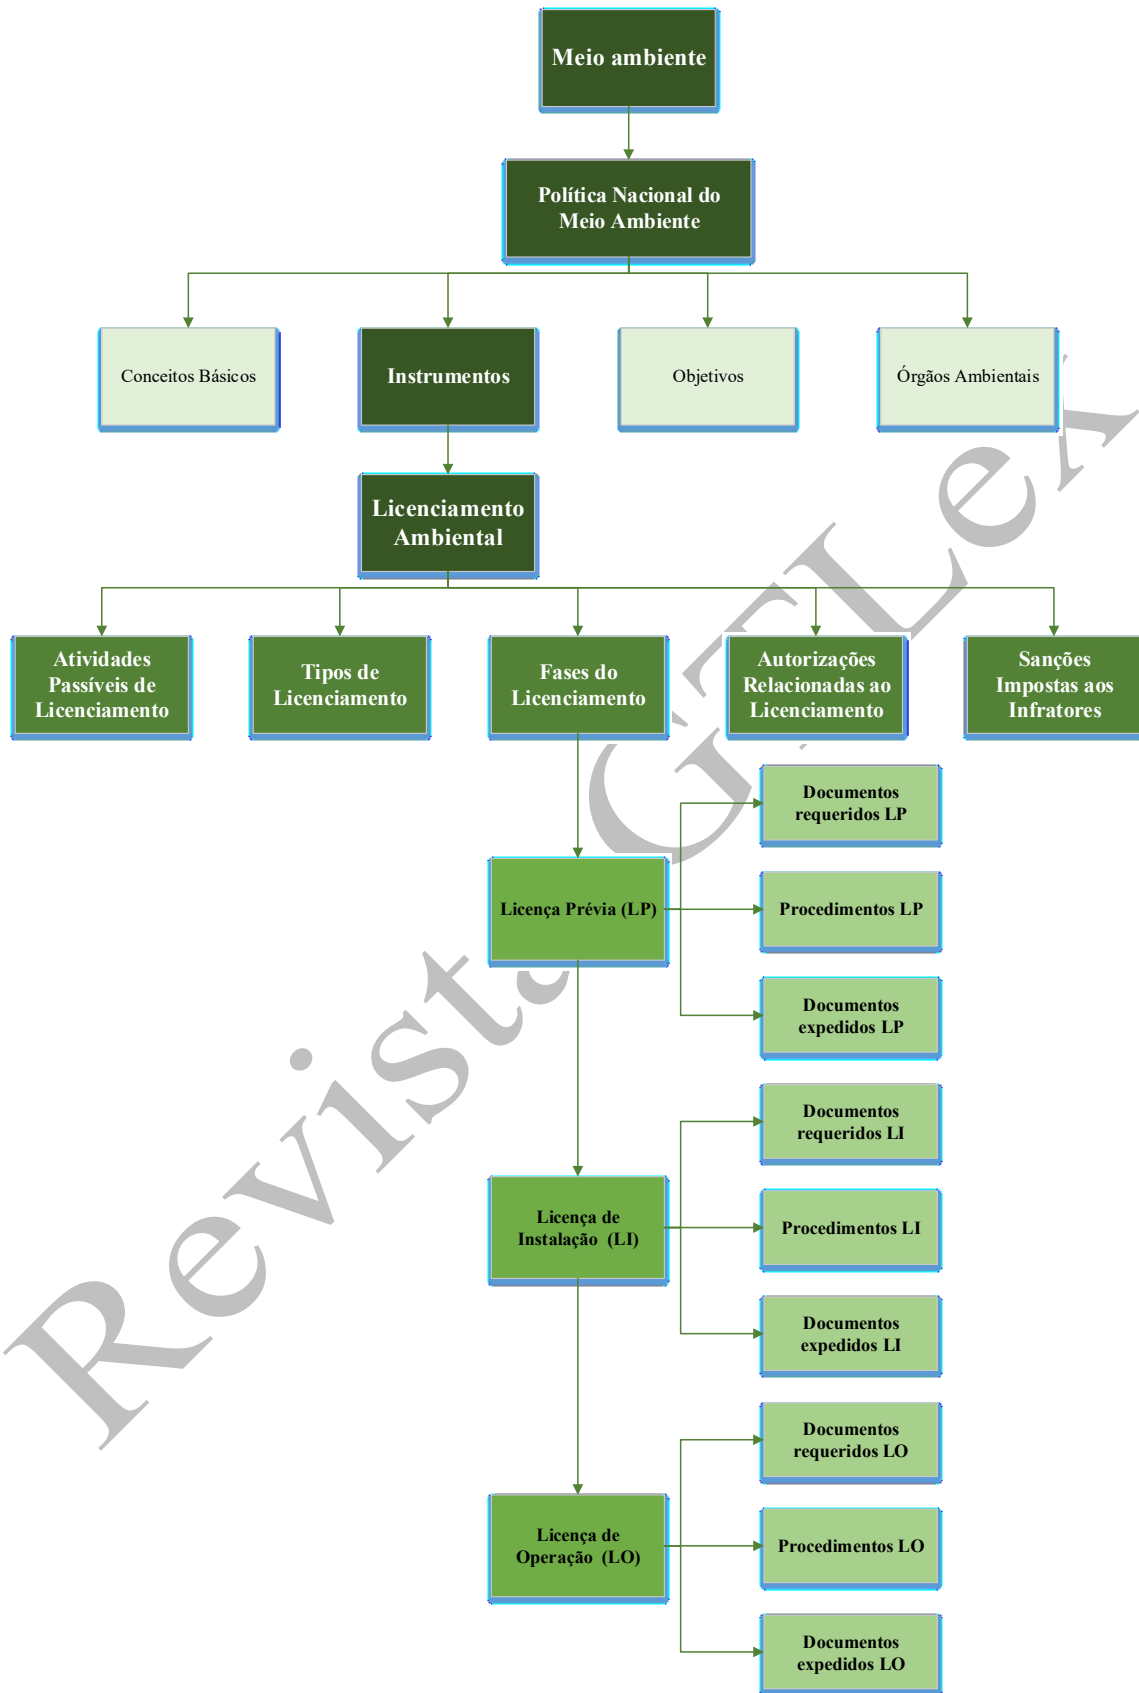 Meio ambiente
Política Nacional do
Meio Ambiente
Conceitos Básicos
Instrumentos
Objetivos
Órgãos Ambientais
Licenciamento
Ambiental
Atividades
Passíveis de
Licenciamento
Tipos de
Licenciamento
Fases do
Licenciamento
Autorizações
Relacionadas ao
Licenciamento
Sanções
Impostas aos
Infratores
Documentos
requeridos LP
Licença Prévia (LP)
Procedimentos LP
Documentos
expedidos LP
Documentos
requeridos LI
Licença de
Instalação (LI)
Procedimentos LI
Documentos
expedidos LI
Documentos
requeridos LO
Licença de
Operação (LO)
Procedimentos LO
Documentos
expedidos LO
Revista GTLex